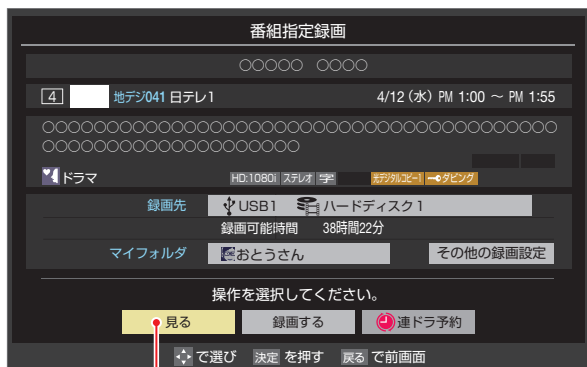 番組指定録画
○○○○○ ○○○○
4 地デジ041 日テレ1 4/12(水) PM 1:00 ~ PM 1:55
○○○○○○○○○○○○○○○○○○○○○○○○○○○○○○○○○○○○○○○○
○○○○○○○○○○○○○○○○○○○○
ドラマ HD:1080i ステレオ 字 光デジタルコピー1 ダビング
録画先 USB1 ハードディスク1
録画可能時間 38時間22分
マイフォルダ おとうさん その他の録画設定
操作を選択してください。
見る 録画する 連ドラ予約
で選び 決定 を押す 戻る で前画面